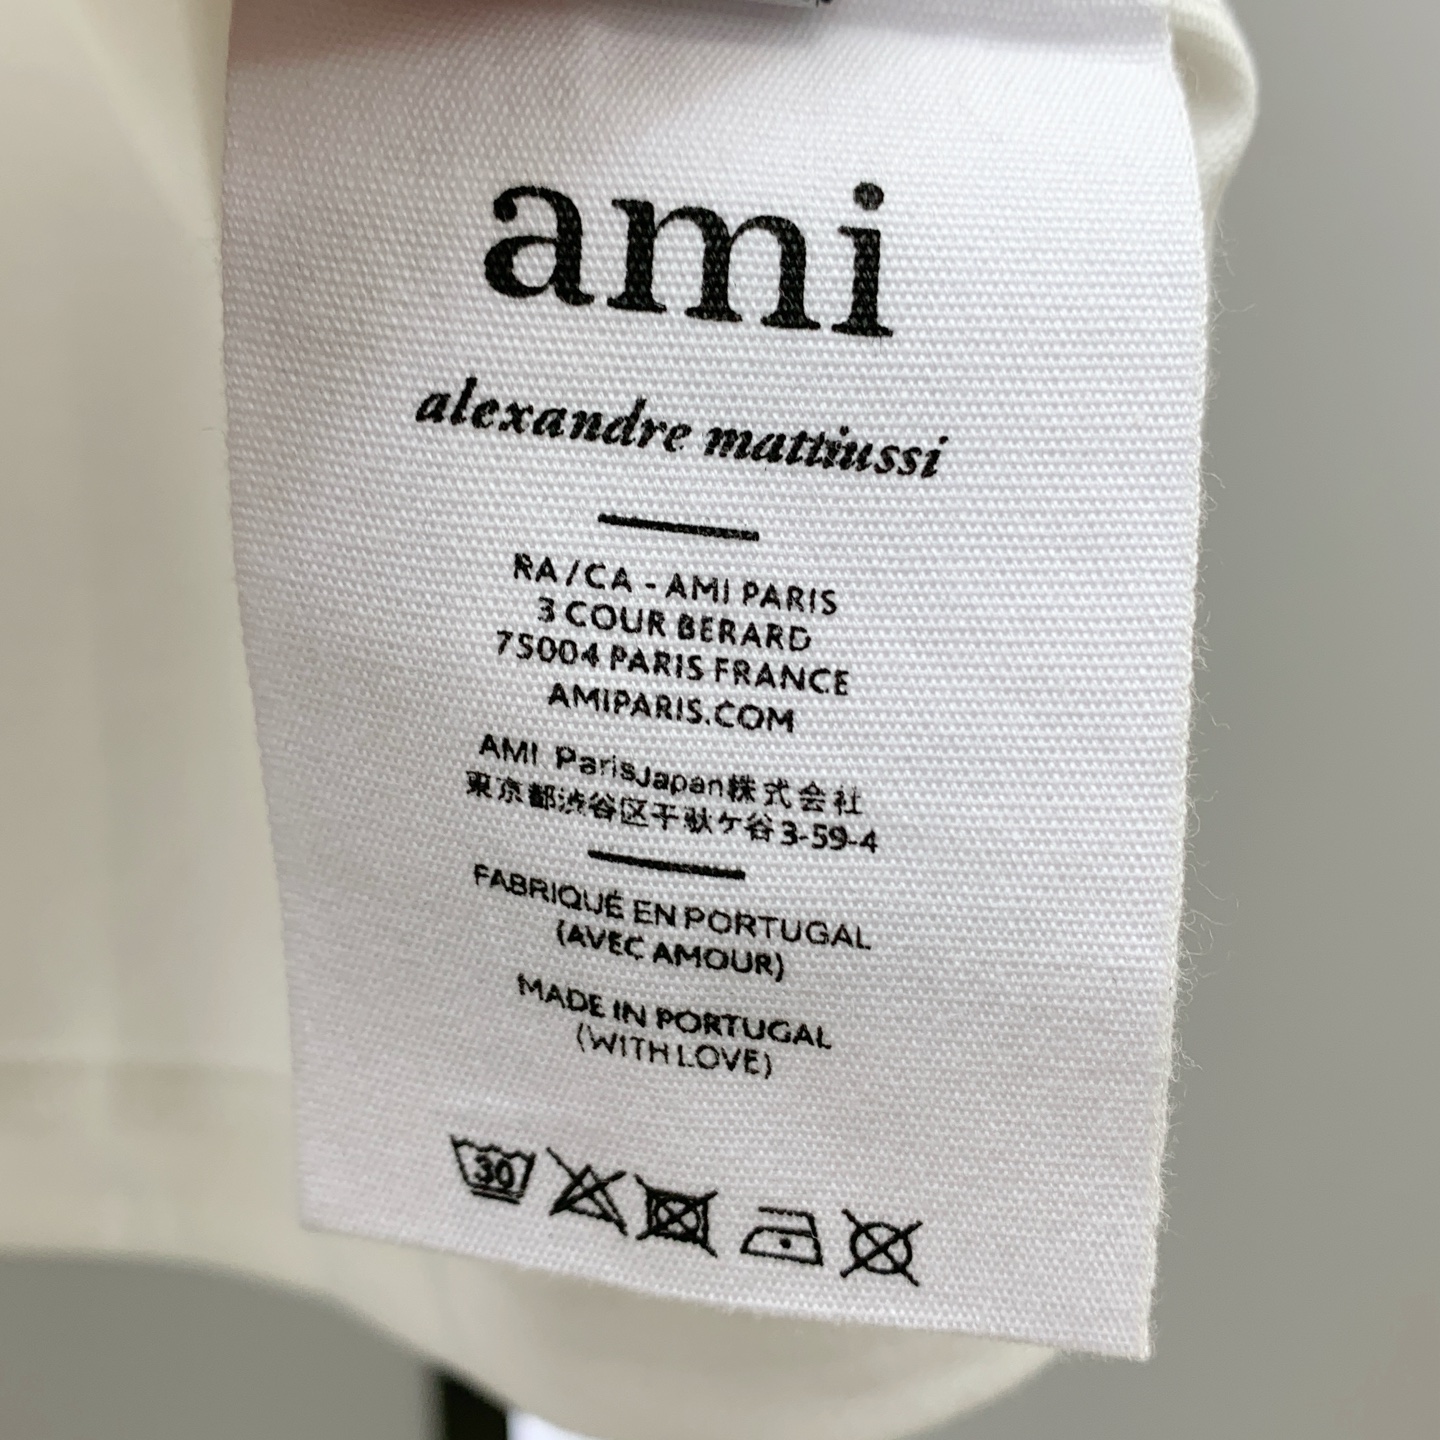 ami
alexandre mattiussi
RA/CA - AMI PARIS
3 COUR BERARD
75004 PARIS FRANCE
AMIPARIS.COM
AMI ParisJapan株式会社
東京都渋谷区千駄ケ谷3-59-4
FABRIQUÉ EN PORTUGAL
(AVEC AMOUR)
MADE IN PORTUGAL
(WITH LOVE)
30